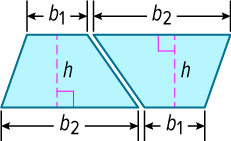 b₁ b₂
h h
b₂ b₁